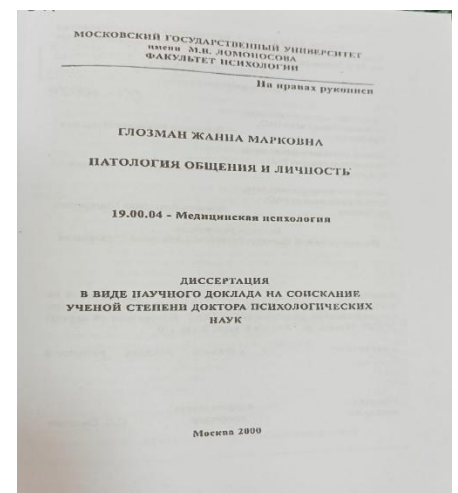 МОСКОВСКИЙ ГОСУДАРСТВЕННЫЙ УНИВЕРСИТЕТ
имени М.В. ЛОМОНОСОВА
ФАКУЛЬТЕТ ПСИХОЛОГИИ
На правах рукописи
ГЛОЗМАН ЖАННА МАРКОВНА
ПАТОЛОГИЯ ОБЩЕНИЯ И ЛИЧНОСТЬ
19.00.04 - Медицинская психология
ДИССЕРТАЦИЯ
В ВИДЕ НАУЧНОГО ДОКЛАДА НА СОИСКАНИЕ
УЧЕНОЙ СТЕПЕНИ ДОКТОРА ПСИХОЛОГИЧЕСКИХ
НАУК
Москва 2000